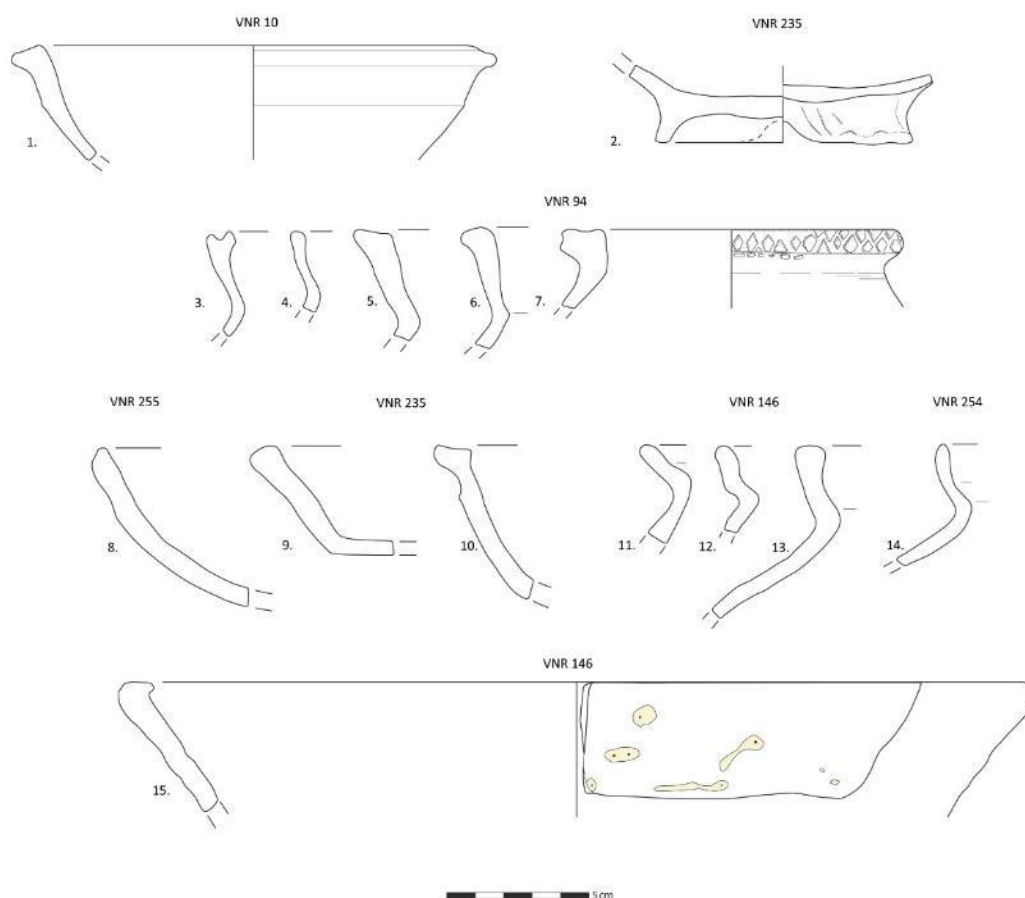 VNR 10
VNR 235
1.
2.
VNR 94
3.
4.
5.
6.
7.
VNR 255
VNR 235
VNR 146
VNR 254
8.
9.
10.
11.
12.
13.
14.
VNR 146
15.
5 cm